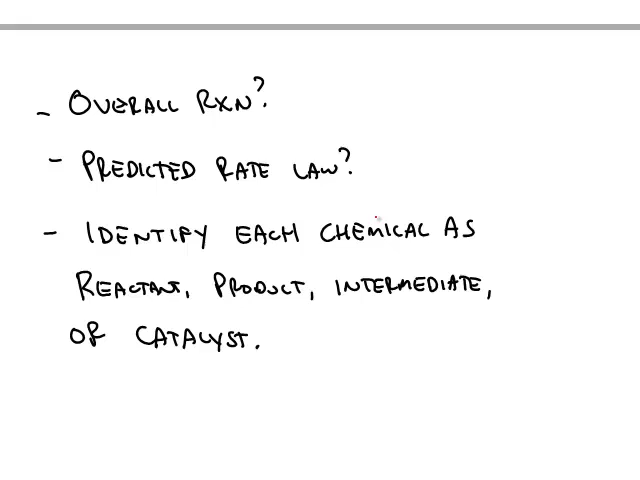 - OVERALL RXN?
- PREDICTED RATE LAW?
- IDENTIFY EACH CHEMICAL AS
REACTANT, PRODUCT, INTERMEDIATE,
OR CATALYST.